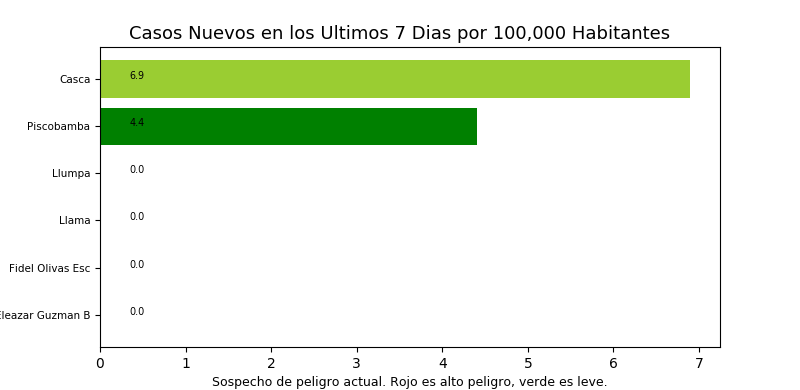 Casos Nuevos en los Ultimos 7 Dias por 100,000 Habitantes
Casca 6.9
Piscobamba 4.4
Llumpa 0.0
Llama 0.0
Fidel Olivas Esc 0.0
Eleazar Guzman B 0.0
0 1 2 3 4 5 6 7
Sospecho de peligro actual. Rojo es alto peligro, verde es leve.